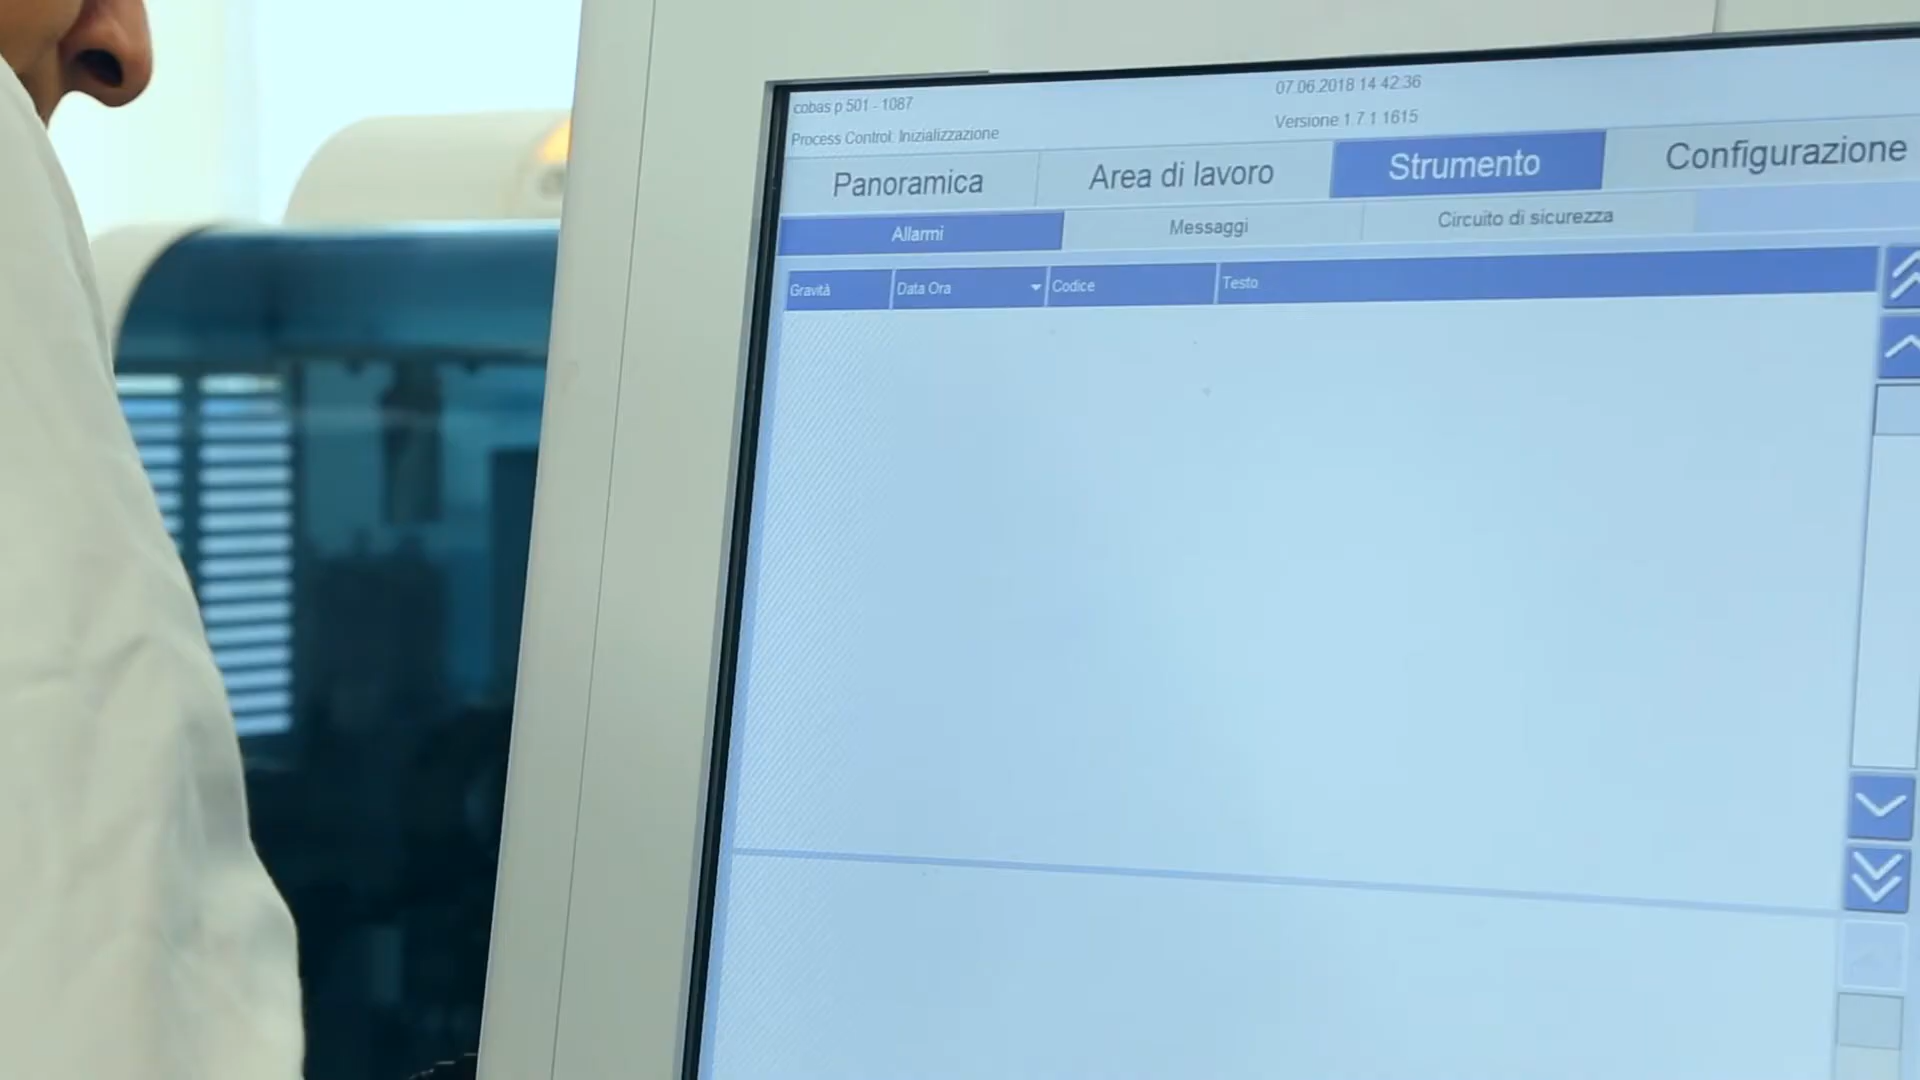 cobas p 501 - 1087
07.06.2018 14 42:36
Process Control: Inizializzazione
Versione 1.7.1 1615
Panoramica Area di lavoro Strumento Configurazione
Allarmi Messaggi Circuito di sicurezza
Gravità Data Ora Codice Testo